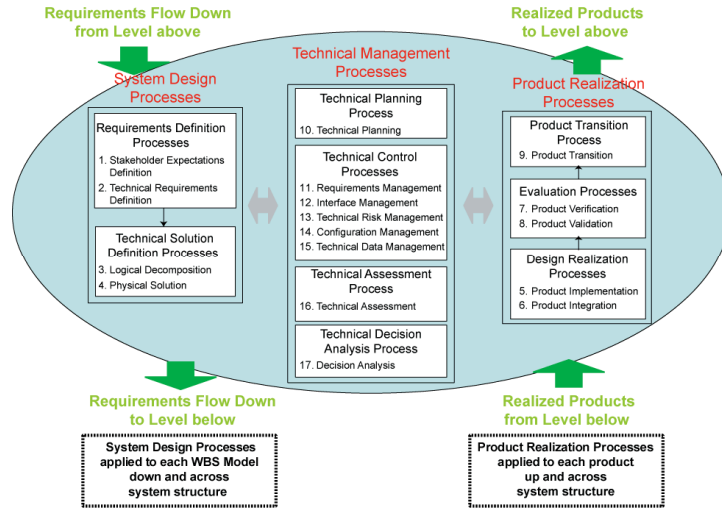 Requirements Flow Down
from Level above
Realized Products
to Level above
System Design
Processes
Technical Management
Processes
Product Realization
Processes
Requirements Definition
Processes
1. Stakeholder Expectations
Definition
2. Technical Requirements
Definition
Technical Solution
Definition Processes
3. Logical Decomposition
4. Physical Solution
Technical Planning
Process
10. Technical Planning
Technical Control
Processes
11. Requirements Management
12. Interface Management
13. Technical Risk Management
14. Configuration Management
15. Technical Data Management
Technical Assessment
Process
16. Technical Assessment
Technical Decision
Analysis Process
17. Decision Analysis
Product Transition
Process
9. Product Transition
Evaluation Processes
7. Product Verification
8. Product Validation
Design Realization
Processes
5. Product Implementation
6. Product Integration
Requirements Flow Down
to Level below
Realized Products
from Level below
System Design Processes
applied to each WBS Model
down and across
system structure
Product Realization Processes
applied to each product
up and across
system structure